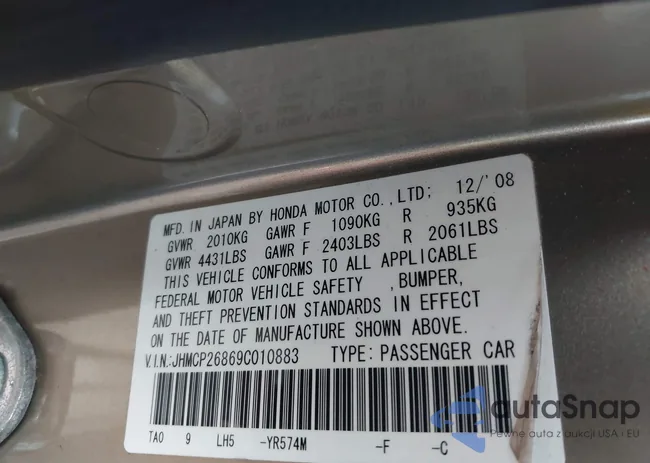 MFD. IN JAPAN BY HONDA MOTOR CO., LTD; 12/'08
GVWR 2010KG GAWR F 1090KG R 935KG
GVWR 4431LBS GAWR F 2403LBS R 2061LBS
THIS VEHICLE CONFORMS TO ALL APPLICABLE
FEDERAL MOTOR VEHICLE SAFETY , BUMPER,
AND THEFT PREVENTION STANDARDS IN EFFECT
ON THE DATE OF MANUFACTURE SHOWN ABOVE.
V.I.N.:JHMCP26869C010883 TYPE: PASSENGER CAR
TA0 9 LH5 -YR574M -F -C
autoSnap
Pewne auta z aukcji USA i EU